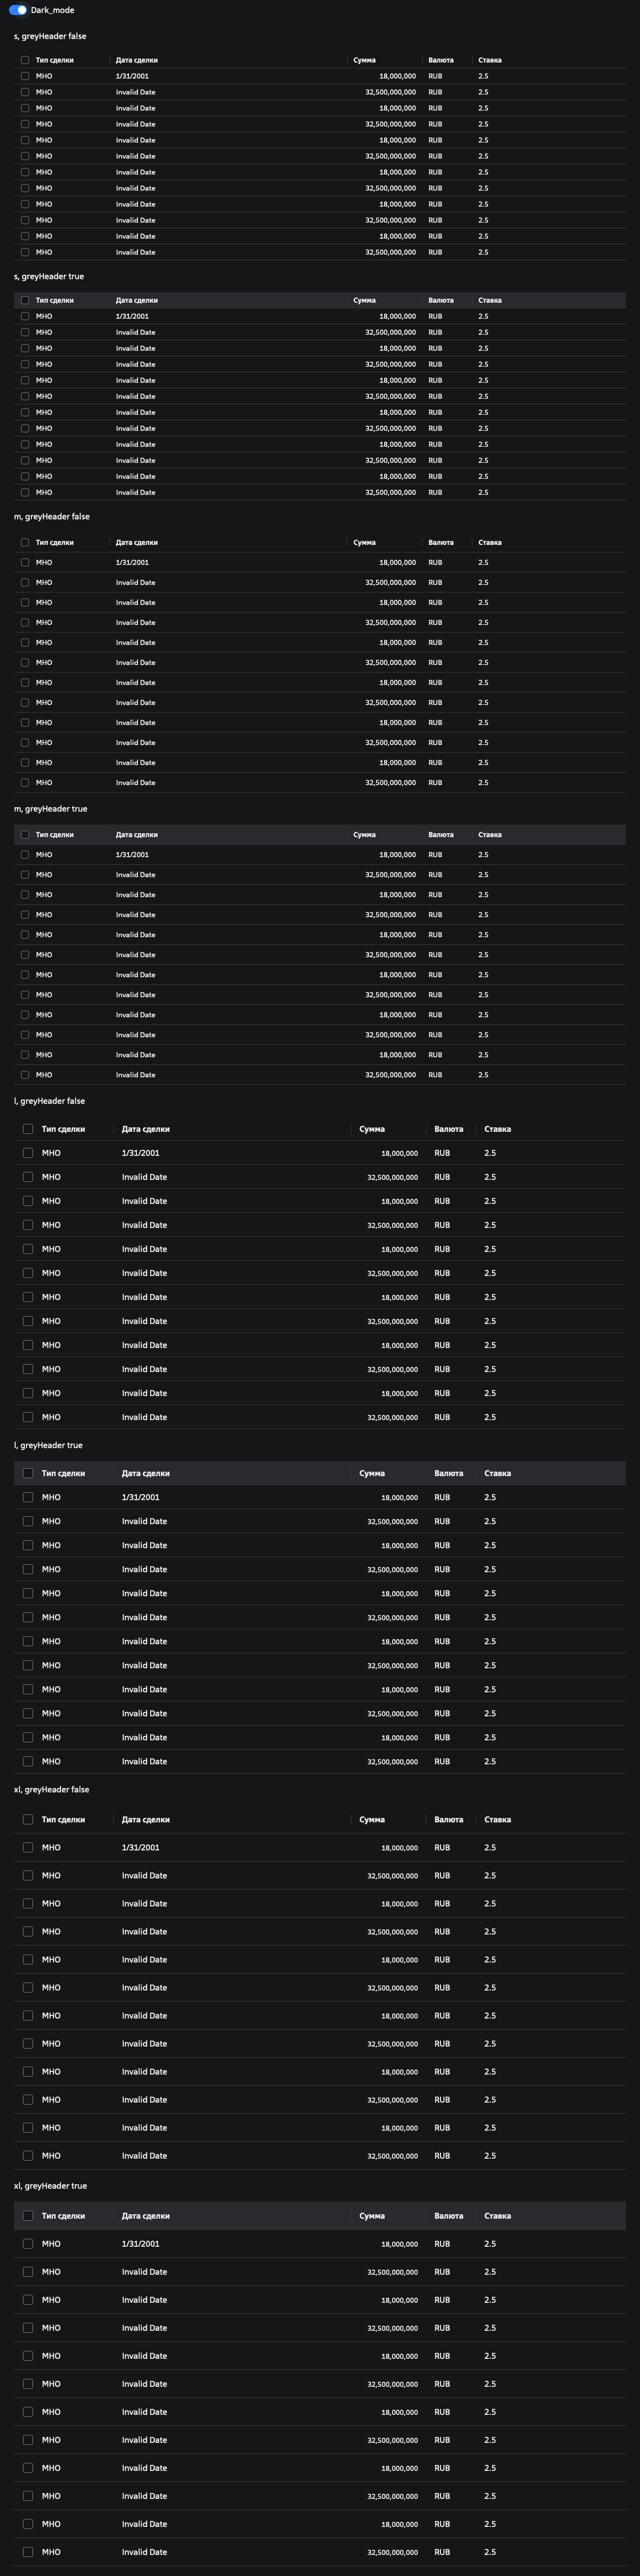 Dark_mode
s, greyHeader false
Тип сделки Дата сделки Сумма Валюта Ставка
МНО 1/31/2001 18,000,000 RUB 2.5
МНО Invalid Date 32,500,000,000 RUB 2.5
МНО Invalid Date 18,000,000 RUB 2.5
МНО Invalid Date 32,500,000,000 RUB 2.5
МНО Invalid Date 18,000,000 RUB 2.5
МНО Invalid Date 32,500,000,000 RUB 2.5
МНО Invalid Date 18,000,000 RUB 2.5
МНО Invalid Date 32,500,000,000 RUB 2.5
МНО Invalid Date 18,000,000 RUB 2.5
МНО Invalid Date 32,500,000,000 RUB 2.5
МНО Invalid Date 18,000,000 RUB 2.5
МНО Invalid Date 32,500,000,000 RUB 2.5
s, greyHeader true
Тип сделки Дата сделки Сумма Валюта Ставка
МНО 1/31/2001 18,000,000 RUB 2.5
МНО Invalid Date 32,500,000,000 RUB 2.5
МНО Invalid Date 18,000,000 RUB 2.5
МНО Invalid Date 32,500,000,000 RUB 2.5
МНО Invalid Date 18,000,000 RUB 2.5
МНО Invalid Date 32,500,000,000 RUB 2.5
МНО Invalid Date 18,000,000 RUB 2.5
МНО Invalid Date 32,500,000,000 RUB 2.5
МНО Invalid Date 18,000,000 RUB 2.5
МНО Invalid Date 32,500,000,000 RUB 2.5
МНО Invalid Date 18,000,000 RUB 2.5
МНО Invalid Date 32,500,000,000 RUB 2.5
m, greyHeader false
Тип сделки Дата сделки Сумма Валюта Ставка
МНО 1/31/2001 18,000,000 RUB 2.5
МНО Invalid Date 32,500,000,000 RUB 2.5
МНО Invalid Date 18,000,000 RUB 2.5
МНО Invalid Date 32,500,000,000 RUB 2.5
МНО Invalid Date 18,000,000 RUB 2.5
МНО Invalid Date 32,500,000,000 RUB 2.5
МНО Invalid Date 18,000,000 RUB 2.5
МНО Invalid Date 32,500,000,000 RUB 2.5
МНО Invalid Date 18,000,000 RUB 2.5
МНО Invalid Date 32,500,000,000 RUB 2.5
МНО Invalid Date 18,000,000 RUB 2.5
МНО Invalid Date 32,500,000,000 RUB 2.5
m, greyHeader true
Тип сделки Дата сделки Сумма Валюта Ставка
МНО 1/31/2001 18,000,000 RUB 2.5
МНО Invalid Date 32,500,000,000 RUB 2.5
МНО Invalid Date 18,000,000 RUB 2.5
МНО Invalid Date 32,500,000,000 RUB 2.5
МНО Invalid Date 18,000,000 RUB 2.5
МНО Invalid Date 32,500,000,000 RUB 2.5
МНО Invalid Date 18,000,000 RUB 2.5
МНО Invalid Date 32,500,000,000 RUB 2.5
МНО Invalid Date 18,000,000 RUB 2.5
МНО Invalid Date 32,500,000,000 RUB 2.5
МНО Invalid Date 18,000,000 RUB 2.5
МНО Invalid Date 32,500,000,000 RUB 2.5
l, greyHeader false
Тип сделки Дата сделки Сумма Валюта Ставка
МНО 1/31/2001 18,000,000 RUB 2.5
МНО Invalid Date 32,500,000,000 RUB 2.5
МНО Invalid Date 18,000,000 RUB 2.5
МНО Invalid Date 32,500,000,000 RUB 2.5
МНО Invalid Date 18,000,000 RUB 2.5
МНО Invalid Date 32,500,000,000 RUB 2.5
МНО Invalid Date 18,000,000 RUB 2.5
МНО Invalid Date 32,500,000,000 RUB 2.5
МНО Invalid Date 18,000,000 RUB 2.5
МНО Invalid Date 32,500,000,000 RUB 2.5
МНО Invalid Date 18,000,000 RUB 2.5
МНО Invalid Date 32,500,000,000 RUB 2.5
l, greyHeader true
Тип сделки Дата сделки Сумма Валюта Ставка
МНО 1/31/2001 18,000,000 RUB 2.5
МНО Invalid Date 32,500,000,000 RUB 2.5
МНО Invalid Date 18,000,000 RUB 2.5
МНО Invalid Date 32,500,000,000 RUB 2.5
МНО Invalid Date 18,000,000 RUB 2.5
МНО Invalid Date 32,500,000,000 RUB 2.5
МНО Invalid Date 18,000,000 RUB 2.5
МНО Invalid Date 32,500,000,000 RUB 2.5
МНО Invalid Date 18,000,000 RUB 2.5
МНО Invalid Date 32,500,000,000 RUB 2.5
МНО Invalid Date 18,000,000 RUB 2.5
МНО Invalid Date 32,500,000,000 RUB 2.5
xl, greyHeader false
Тип сделки Дата сделки Сумма Валюта Ставка
МНО 1/31/2001 18,000,000 RUB 2.5
МНО Invalid Date 32,500,000,000 RUB 2.5
МНО Invalid Date 18,000,000 RUB 2.5
МНО Invalid Date 32,500,000,000 RUB 2.5
МНО Invalid Date 18,000,000 RUB 2.5
МНО Invalid Date 32,500,000,000 RUB 2.5
МНО Invalid Date 18,000,000 RUB 2.5
МНО Invalid Date 32,500,000,000 RUB 2.5
МНО Invalid Date 18,000,000 RUB 2.5
МНО Invalid Date 32,500,000,000 RUB 2.5
МНО Invalid Date 18,000,000 RUB 2.5
МНО Invalid Date 32,500,000,000 RUB 2.5
xl, greyHeader true
Тип сделки Дата сделки Сумма Валюта Ставка
МНО 1/31/2001 18,000,000 RUB 2.5
МНО Invalid Date 32,500,000,000 RUB 2.5
МНО Invalid Date 18,000,000 RUB 2.5
МНО Invalid Date 32,500,000,000 RUB 2.5
МНО Invalid Date 18,000,000 RUB 2.5
МНО Invalid Date 32,500,000,000 RUB 2.5
МНО Invalid Date 18,000,000 RUB 2.5
МНО Invalid Date 32,500,000,000 RUB 2.5
МНО Invalid Date 18,000,000 RUB 2.5
МНО Invalid Date 32,500,000,000 RUB 2.5
МНО Invalid Date 18,000,000 RUB 2.5
МНО Invalid Date 32,500,000,000 RUB 2.5